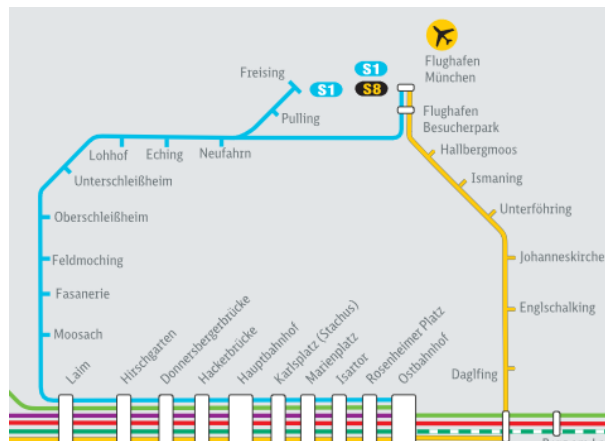 Flughafen
München
S1
S8
Freising
S1
Pulling
Flughafen
Besucherpark
Lohhof
Eching
Neufahrn
Hallbergmoos
Unterschleißheim
Ismaning
Oberschleißheim
Unterföhring
Feldmoching
Johanneskirche
Fasanerie
Englschalking
Moosach
Daglfing
Laim
Hirschgarten
Donnersbergerbrücke
Hackerbrücke
Hauptbahnhof
Karlsplatz (Stachus)
Marienplatz
Isartor
Rosenheimer Platz
Ostbahnhof